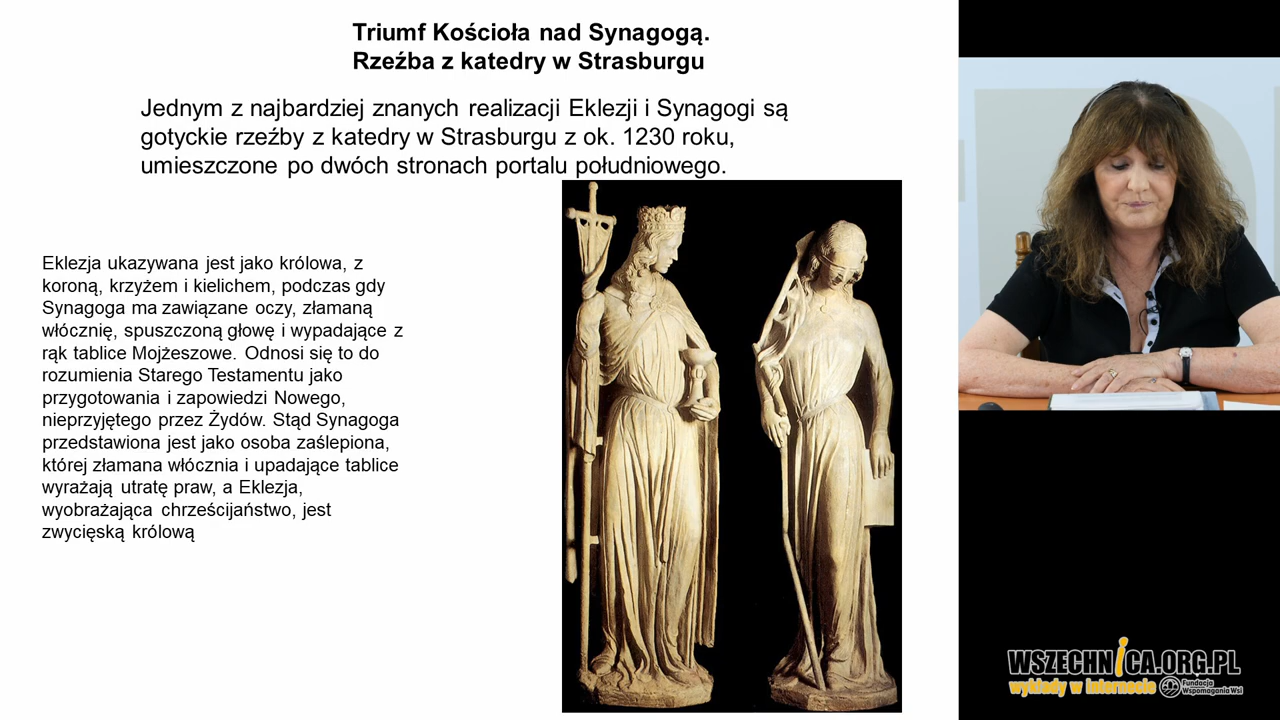 Triumf Kościoła nad Synagogą.
Rzeźba z katedry w Strasburgu
Jednym z najbardziej znanych realizacji Eklezji i Synagogi są
gotyckie rzeźby z katedry w Strasburgu z ok. 1230 roku,
umieszczone po dwóch stronach portalu południowego.
Eklezja ukazywana jest jako królowa, z
koroną, krzyżem i kielichem, podczas gdy
Synagoga ma zawiązane oczy, złamaną
włócznię, spuszczoną głowę i wypadające z
rąk tablice Mojżeszowe. Odnosi się to do
rozumienia Starego Testamentu jako
przygotowania i zapowiedzi Nowego,
nieprzyjętego przez Żydów. Stąd Synagoga
przedstawiona jest jako osoba zaślepiona,
której złamana włócznia i upadające tablice
wyrażają utratę praw, a Eklezja,
wyobrażająca chrześcijaństwo, jest
zwycięską królową
WSZECHNICA.ORG.PL
wykłady w internecie
Fundacja
Wspomagania Wsi